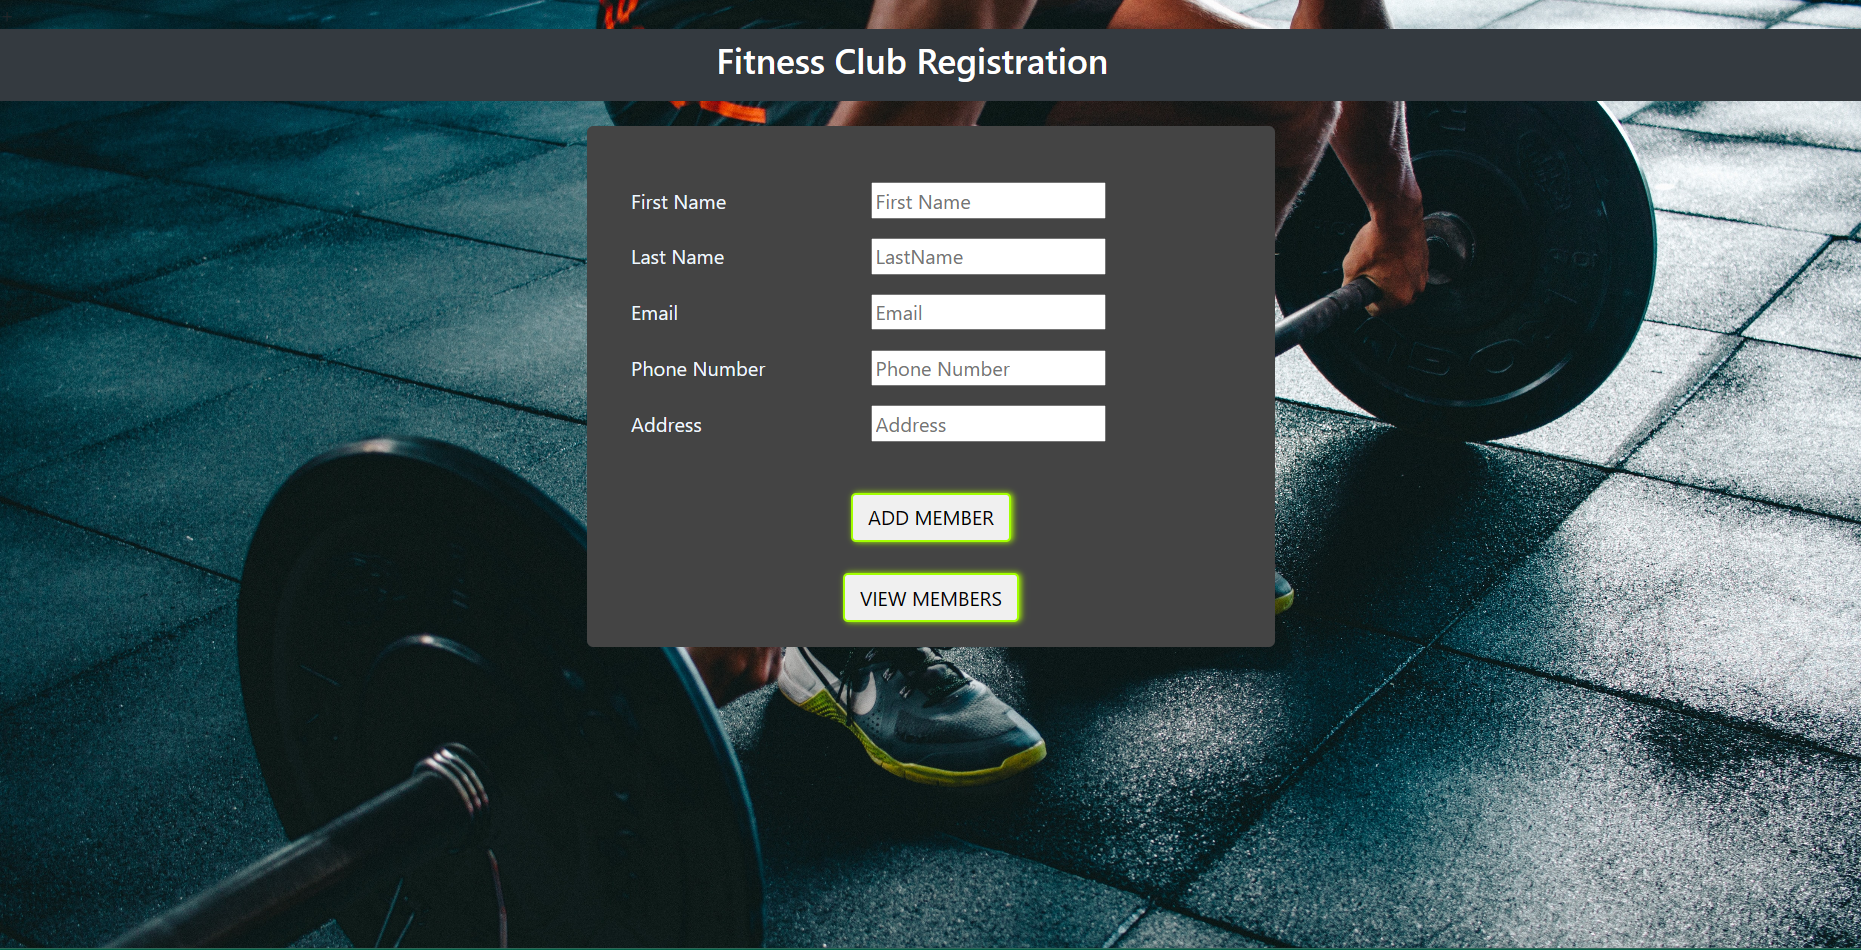 Fitness Club Registration
First Name First Name
Last Name LastName
Email Email
Phone Number Phone Number
Address Address
ADD MEMBER
VIEW MEMBERS